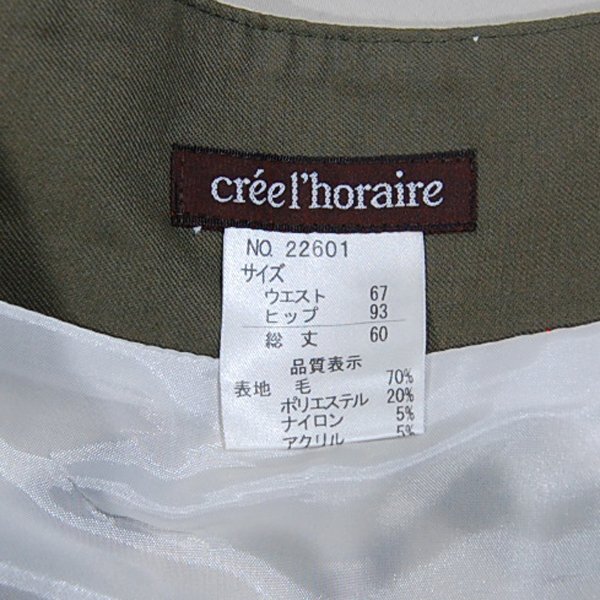 crée l'horaire
NO. 22601
サイズ
ウエスト 67
ヒップ 93
総丈 60
品質表示
表地 毛 70%
ポリエステル 20%
ナイロン 5%
アクリル 5%